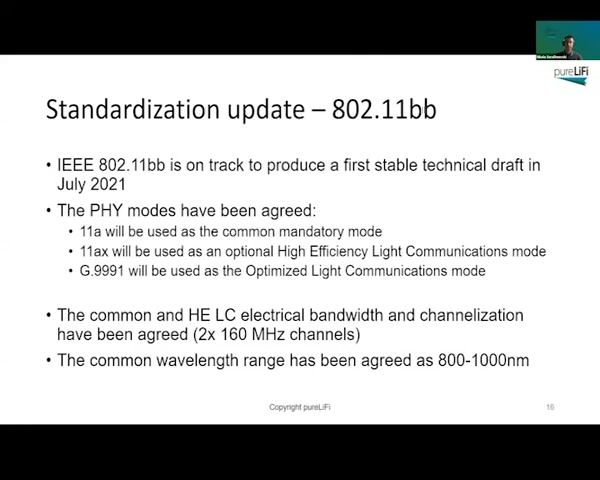 pureLiFi
Standardization update – 802.11bb
• IEEE 802.11bb is on track to produce a first stable technical draft in
July 2021
• The PHY modes have been agreed:
• 11a will be used as the common mandatory mode
• 11ax will be used as an optional High Efficiency Light Communications mode
• G.9991 will be used as the Optimized Light Communications mode
• The common and HE LC electrical bandwidth and channelization
have been agreed (2x 160 MHz channels)
• The common wavelength range has been agreed as 800-1000nm
Copyright pureLiFi
16